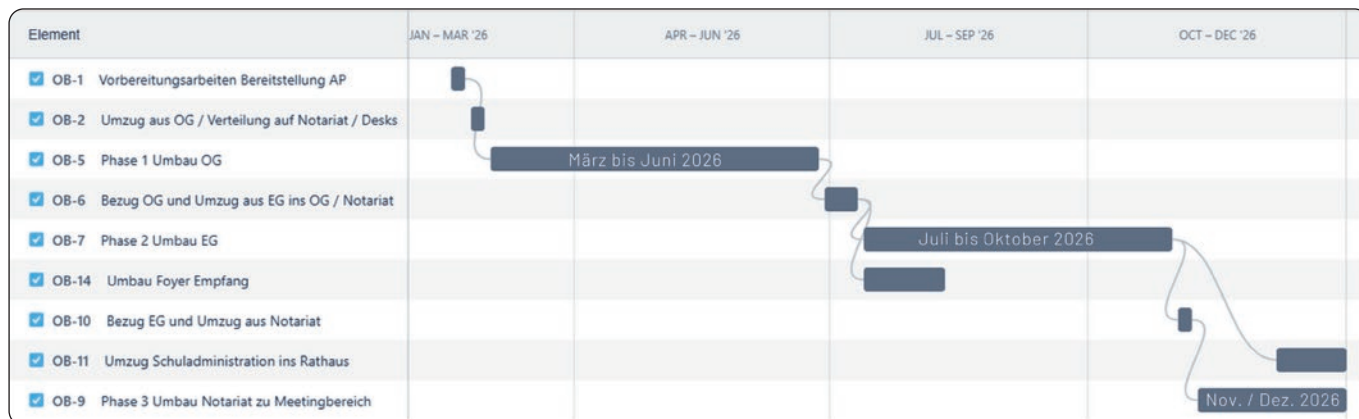 Element JAN – MAR '26 APR – JUN '26 JUL – SEP '26 OCT – DEC '26
OB-1 Vorbereitungsarbeiten Bereitstellung AP
OB-2 Umzug aus OG / Verteilung auf Notariat / Desks
OB-5 Phase 1 Umbau OG März bis Juni 2026
OB-6 Bezug OG und Umzug aus EG ins OG / Notariat
OB-7 Phase 2 Umbau EG Juli bis Oktober 2026
OB-14 Umbau Foyer Empfang
OB-10 Bezug EG und Umzug aus Notariat
OB-11 Umzug Schuladministration ins Rathaus
OB-9 Phase 3 Umbau Notariat zu Meetingbereich Nov. / Dez. 2026